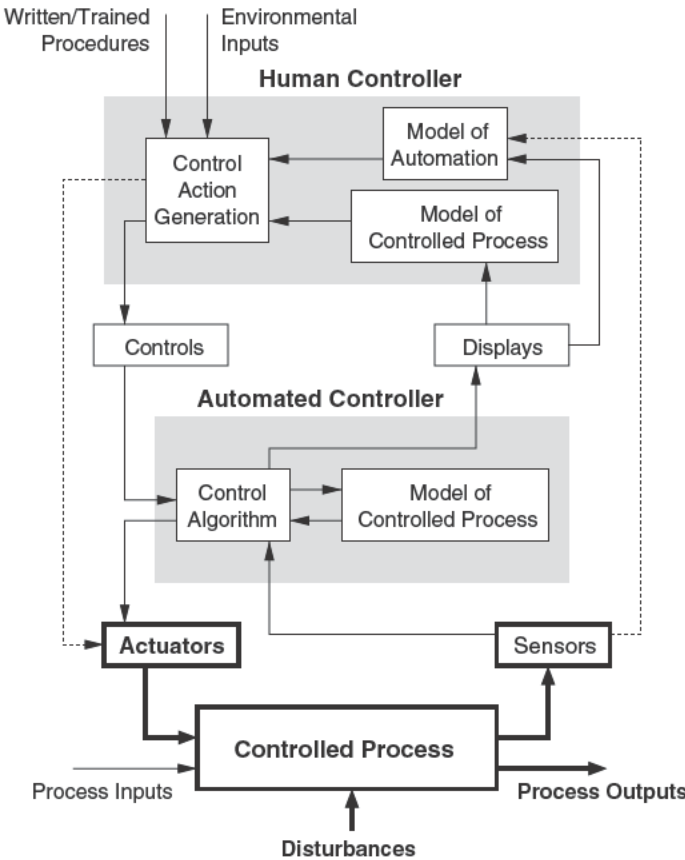 Written/Trained
Procedures
Environmental
Inputs
Human Controller
Control
Action
Generation
Model of
Automation
Model of
Controlled Process
Controls
Displays
Automated Controller
Control
Algorithm
Model of
Controlled Process
Actuators
Sensors
Controlled Process
Process Inputs
Process Outputs
Disturbances